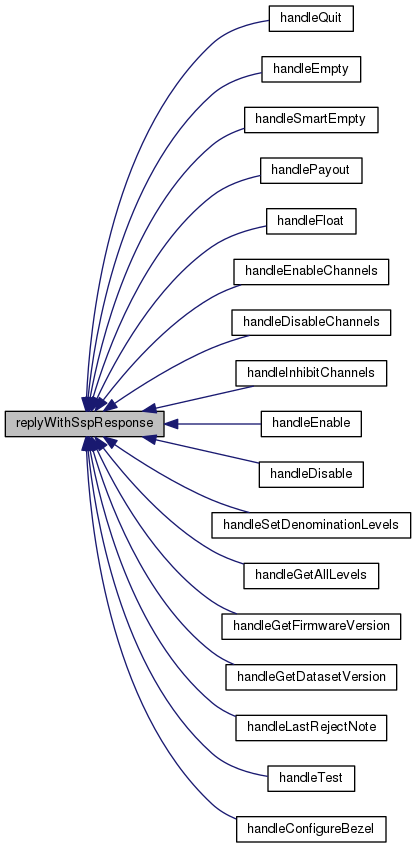 handleQuit
handleEmpty
handleSmartEmpty
handlePayout
handleFloat
handleEnableChannels
handleDisableChannels
handleInhibitChannels
replyWithSspResponse
handleEnable
handleDisable
handleSetDenominationLevels
handleGetAllLevels
handleGetFirmwareVersion
handleGetDatasetVersion
handleLastRejectNote
handleTest
handleConfigureBezel